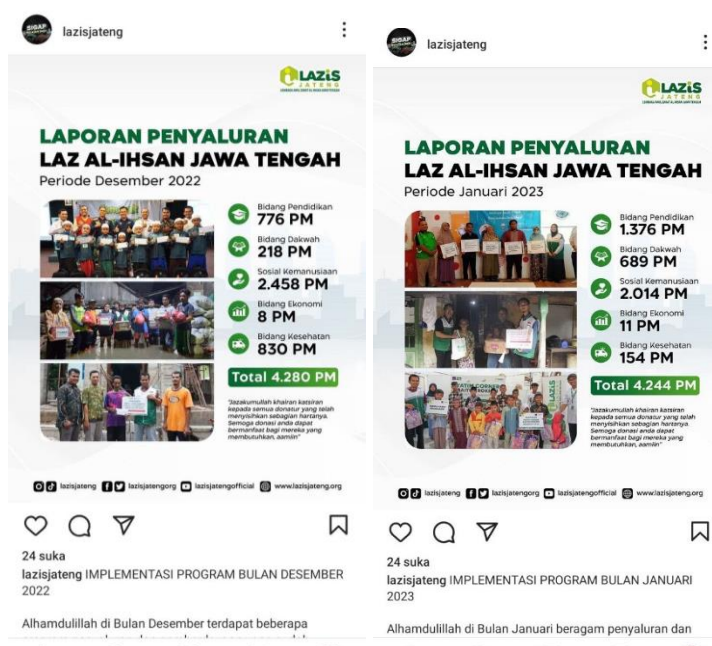 lazisjateng
LAZiS
JATENG
LAPORAN PENYALURAN
LAZ AL-IHSAN JAWA TENGAH
Periode Desember 2022
Bidang Pendidikan
776 PM
Bidang Dakwah
218 PM
Sosial Kemanusiaan
2.458 PM
Bidang Ekonomi
8 PM
Bidang Kesehatan
830 PM
Total 4.280 PM
"Jazakumullah khairan katsiran
kepada semua donatur yang telah
menyisihkan sebagian hartanya.
Semoga donasi anda dapat
bermanfaat bagi mereka yang
membutuhkan, aamiin"
lazisjateng lazisjatengorg lazisjatengofficial www.lazisjateng.org
24 suka
lazisjateng IMPLEMENTASI PROGRAM BULAN DESEMBER
2022
Alhamdulillah di Bulan Desember terdapat beberapa
lazisjateng
LAZiS
JATENG
LAPORAN PENYALURAN
LAZ AL-IHSAN JAWA TENGAH
Periode Januari 2023
Bidang Pendidikan
1.376 PM
Bidang Dakwah
689 PM
Sosial Kemanusiaan
2.014 PM
Bidang Ekonomi
11 PM
Bidang Kesehatan
154 PM
Total 4.244 PM
"Jazakumullah khairan katsiran
kepada semua donatur yang telah
menyisihkan sebagian hartanya.
Semoga donasi anda dapat
bermanfaat bagi mereka yang
membutuhkan, aamiin"
lazisjateng lazisjatengorg lazisjatengofficial www.lazisjateng.org
24 suka
lazisjateng IMPLEMENTASI PROGRAM BULAN JANUARI
2023
Alhamdulillah di Bulan Januari beragam penyaluran dan